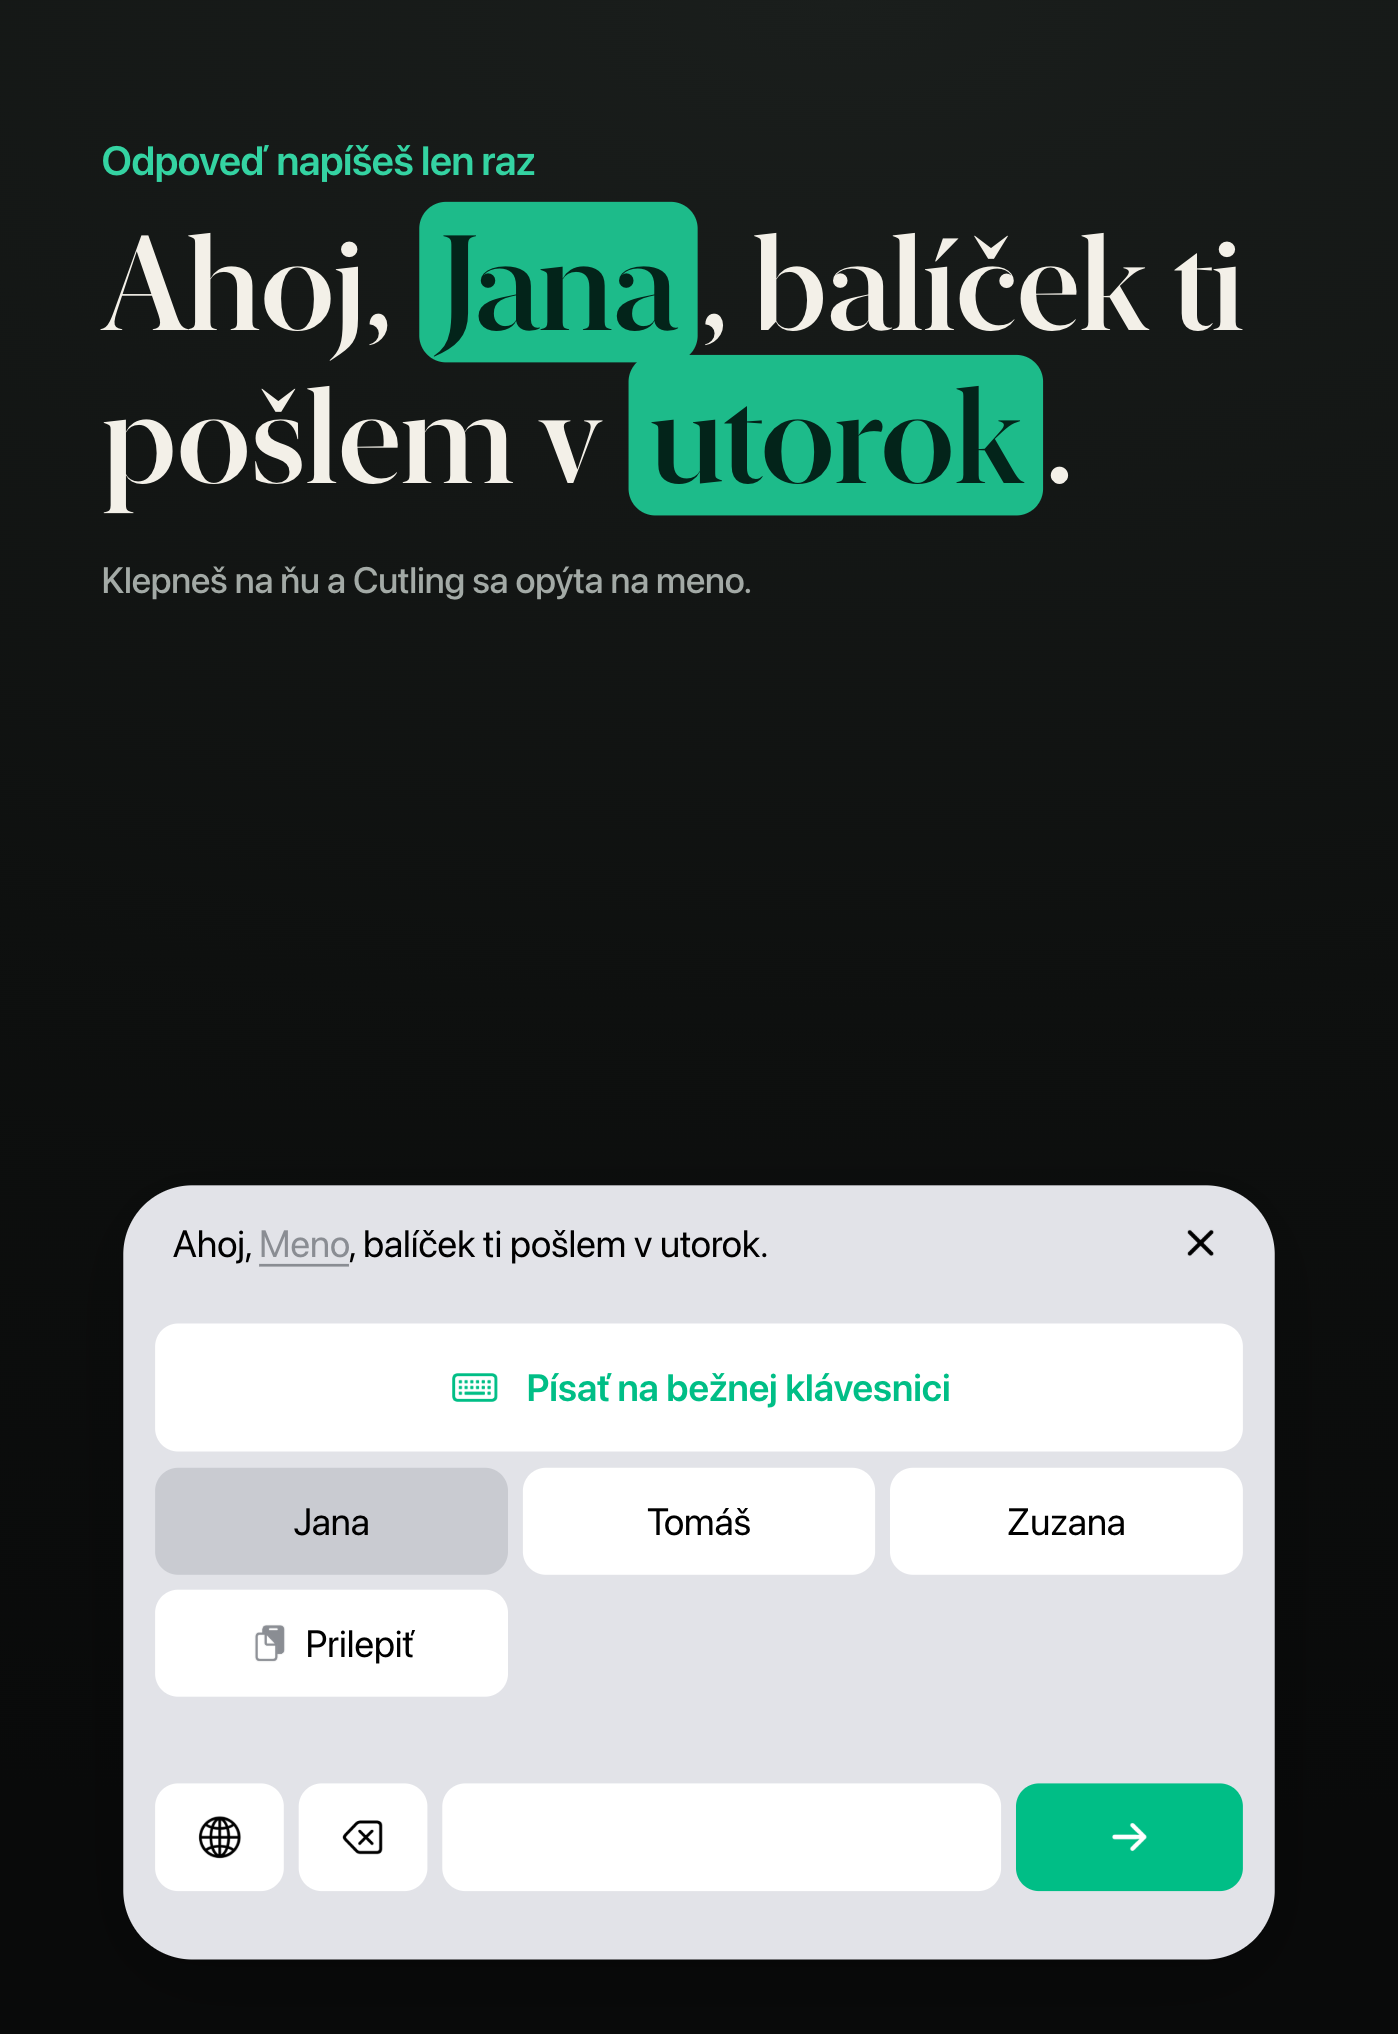 Odpoveď napíšeš len raz
Ahoj, Jana, balíček ti
pošlem v utorok.
Klepneš na ňu a Cutling sa opýta na meno.
Ahoj, Meno, balíček ti pošlem v utorok.
Písať na bežnej klávesnici
Jana
Tomáš
Zuzana
Prilepiť